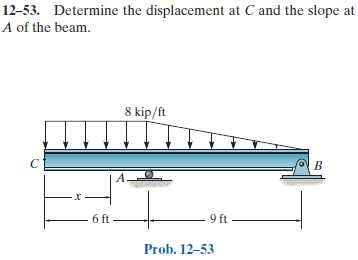 12–53. Determine the displacement at C and the slope at
A of the beam.
8 kip/ft
C
A
B
x
6 ft
9 ft
Prob. 12–53